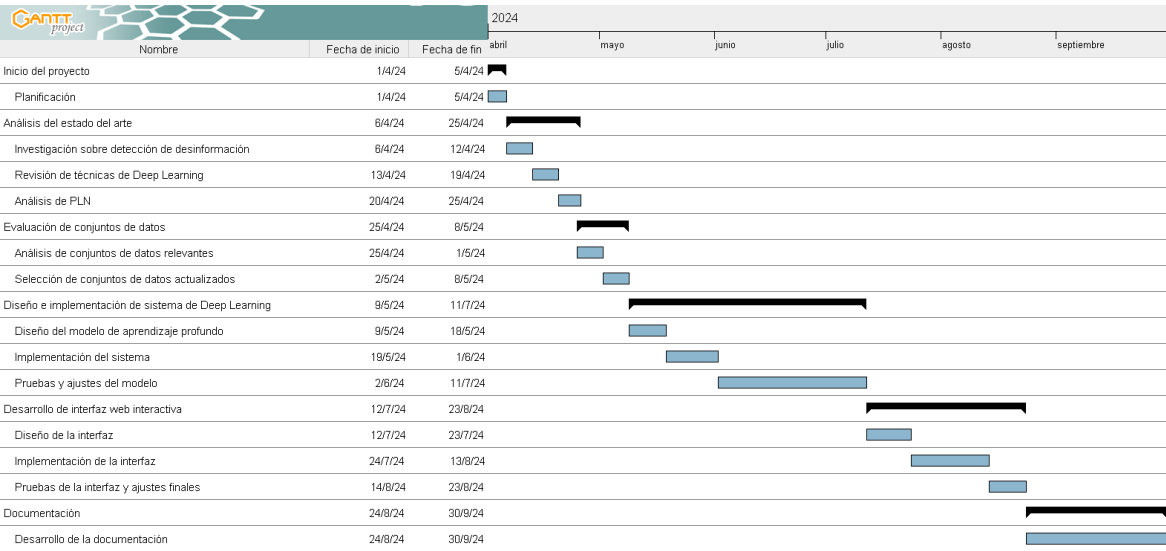 GANTT project
2024
Nombre Fecha de inicio Fecha de fin abril mayo junio julio agosto septiembre
Inicio del proyecto 1/4/24 5/4/24
Planificación 1/4/24 5/4/24
Análisis del estado del arte 6/4/24 25/4/24
Investigación sobre detección de desinformación 6/4/24 12/4/24
Revisión de técnicas de Deep Learning 13/4/24 19/4/24
Análisis de PLN 20/4/24 25/4/24
Evaluación de conjuntos de datos 25/4/24 8/5/24
Análisis de conjuntos de datos relevantes 25/4/24 1/5/24
Selección de conjuntos de datos actualizados 2/5/24 8/5/24
Diseño e implementación de sistema de Deep Learning 9/5/24 11/7/24
Diseño del modelo de aprendizaje profundo 9/5/24 18/5/24
Implementación del sistema 19/5/24 1/6/24
Pruebas y ajustes del modelo 2/6/24 11/7/24
Desarrollo de interfaz web interactiva 12/7/24 23/8/24
Diseño de la interfaz 12/7/24 23/7/24
Implementación de la interfaz 24/7/24 13/8/24
Pruebas de la interfaz y ajustes finales 14/8/24 23/8/24
Documentación 24/8/24 30/9/24
Desarrollo de la documentación 24/8/24 30/9/24